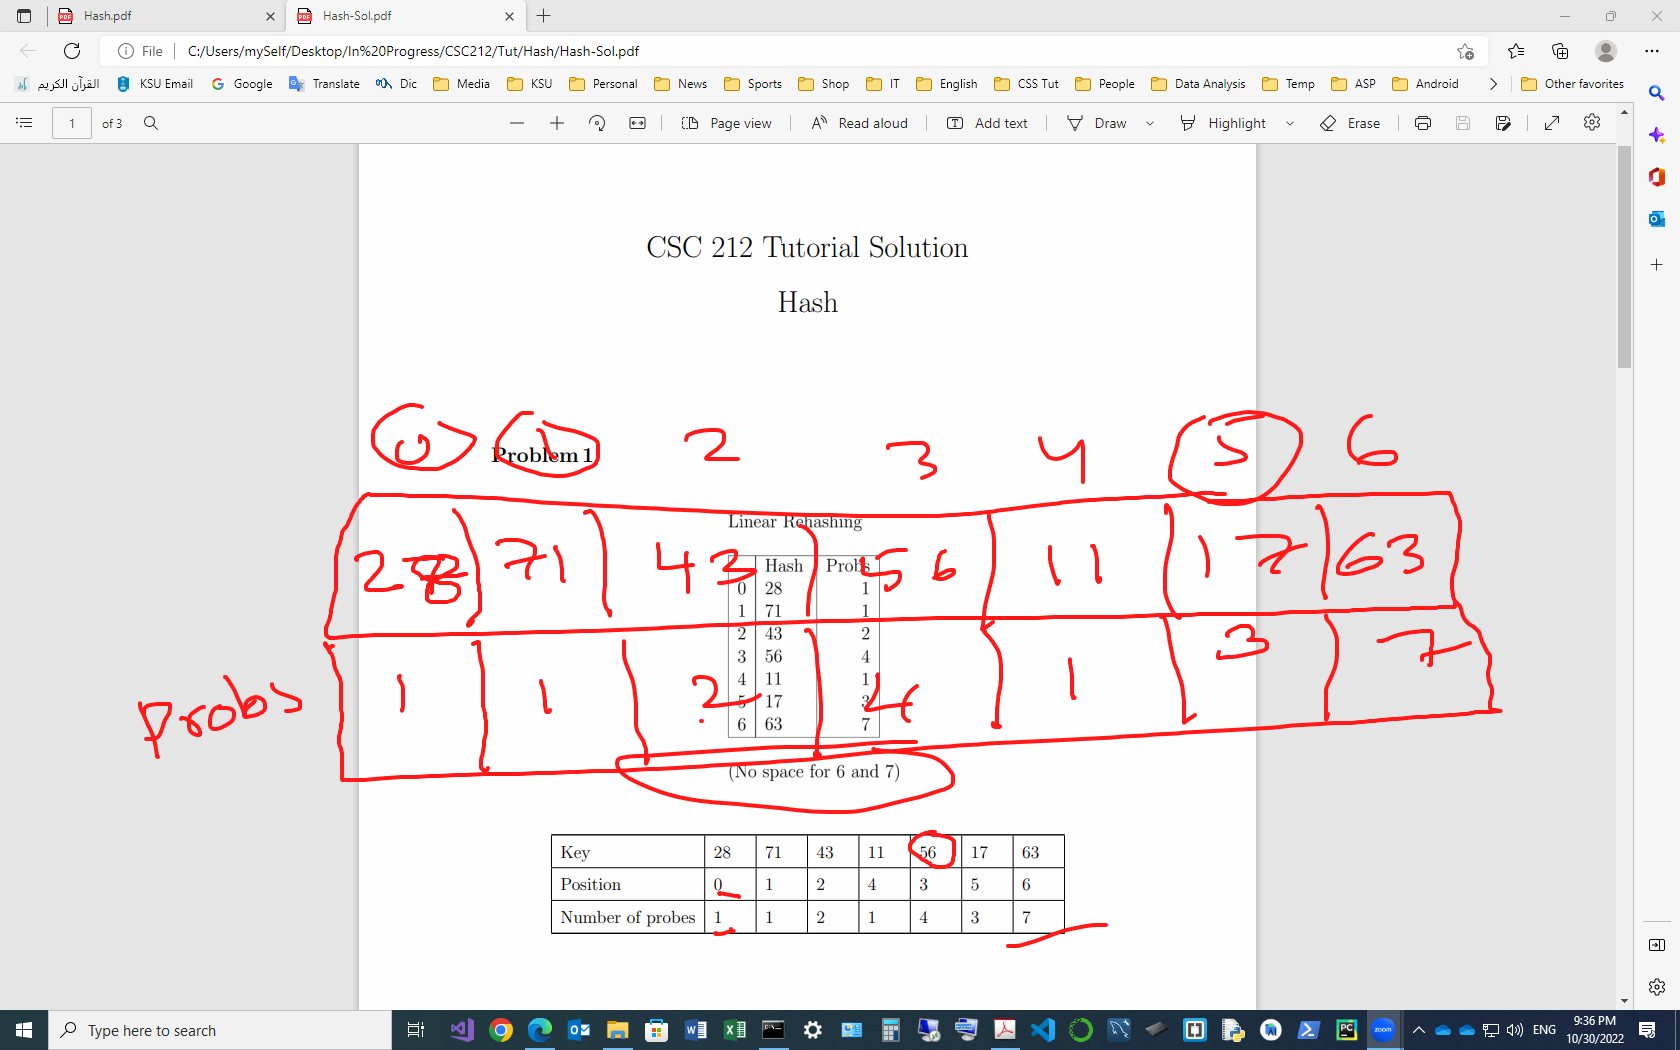 Hash.pdf
Hash-Sol.pdf
File
C:/Users/mySelf/Desktop/In%20Progress/CSC212/Tut/Hash/Hash-Sol.pdf
القرآن الكريم KSU Email Google Translate Dic Media KSU Personal News Sports Shop IT English CSS Tut People Data Analysis Temp ASP Android Other favorites
1 of 3 Page view Read aloud Add text Draw Highlight Erase
CSC 212 Tutorial Solution
Hash
0 1 2 3 4 5 6
Problem 1
Linear Rehashing
28 71 43 56 11 17 63
Probs 1 1 2 4 1 3 7
Hash Probs
0 28 1
1 71 1
2 43 2
3 56 4
4 11 1
5 17 3
6 63 7
(No space for 6 and 7)
Key 28 71 43 11 56 17 63
Position 0 1 2 4 3 5 6
Number of probes 1 1 2 1 4 3 7
Type here to search
zoom
ENG
9:36 PM
10/30/2022